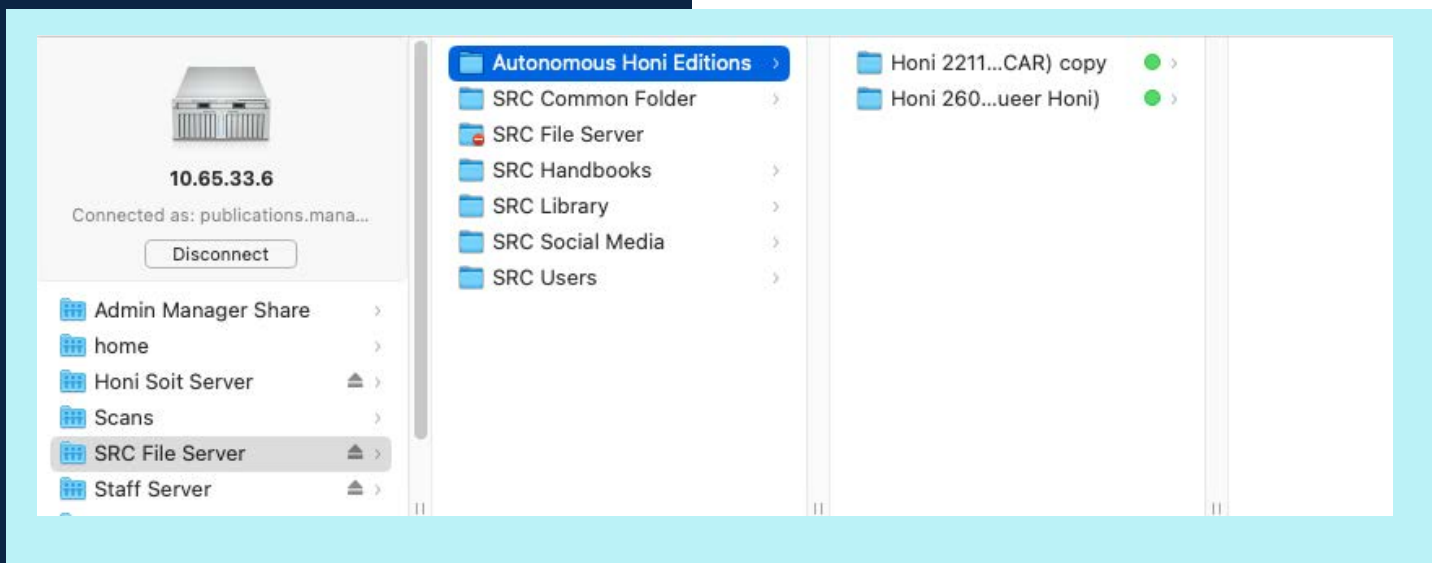 10.65.33.6
Connected as: publications.mana...
Disconnect
Admin Manager Share
home
Honi Soit Server
Scans
SRC File Server
Staff Server
Autonomous Honi Editions
SRC Common Folder
SRC File Server
SRC Handbooks
SRC Library
SRC Social Media
SRC Users
Honi 2211...CAR) copy
Honi 260...ueer Honi)